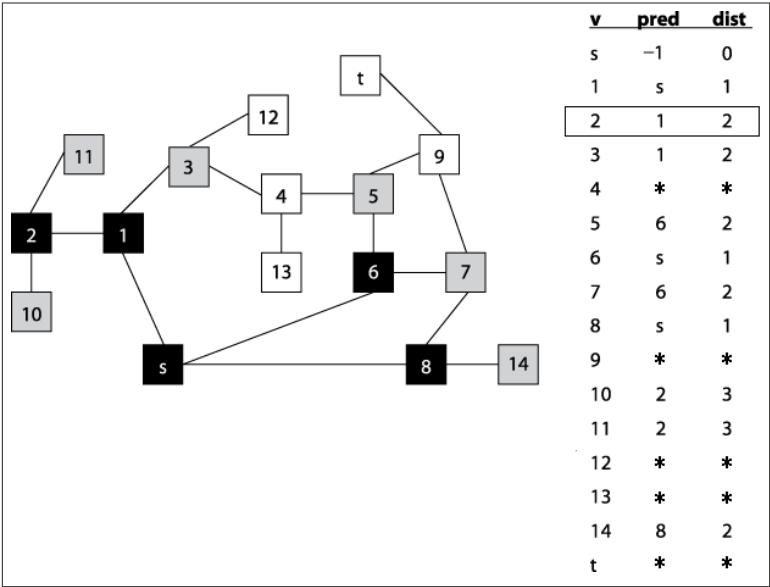 t
12
11
3
9
4
5
2
1
13
6
7
10
s
8
14
v pred dist
s −1 0
1 s 1
2 1 2
3 1 2
4 * *
5 6 2
6 s 1
7 6 2
8 s 1
9 * *
10 2 3
11 2 3
12 * *
13 * *
14 8 2
t * *